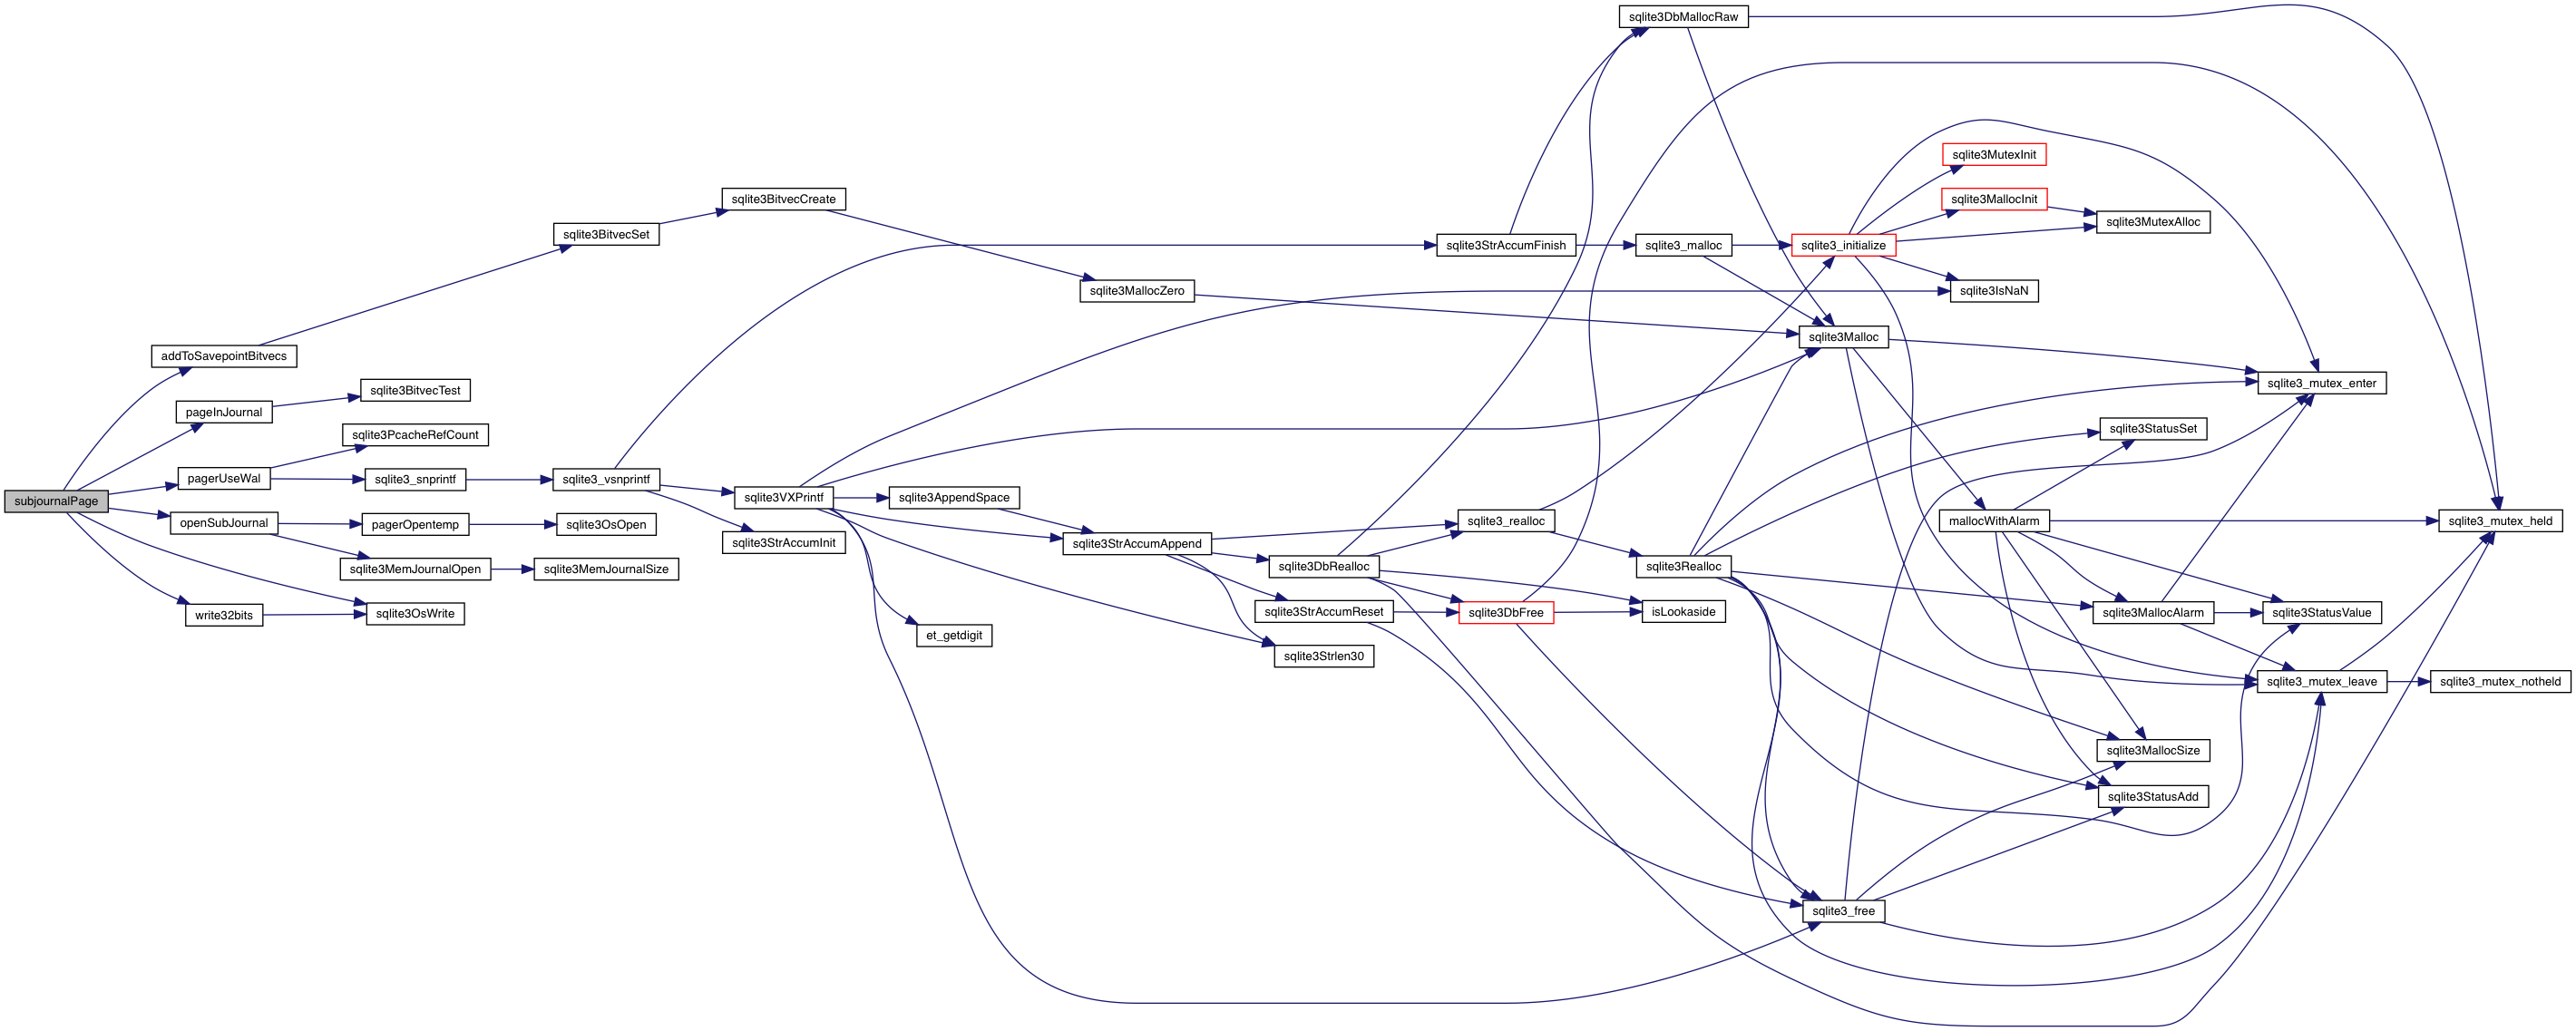 subjournalPage
addToSavepointBitvecs
pageInJournal
pagerUseWal
openSubJournal
write32bits
sqlite3BitvecTest
sqlite3PcacheRefCount
sqlite3_snprintf
pagerOpentemp
sqlite3MemJournalOpen
sqlite3OsWrite
sqlite3BitvecSet
sqlite3_vsnprintf
sqlite3OsOpen
sqlite3MemJournalSize
sqlite3BitvecCreate
sqlite3VXPrintf
sqlite3StrAccumInit
sqlite3AppendSpace
et_getdigit
sqlite3MallocZero
sqlite3StrAccumAppend
sqlite3DbRealloc
sqlite3StrAccumReset
sqlite3Strlen30
sqlite3StrAccumFinish
sqlite3_realloc
sqlite3DbFree
sqlite3DbMallocRaw
sqlite3_malloc
sqlite3Realloc
isLookaside
sqlite3_initialize
sqlite3Malloc
sqlite3_free
sqlite3MutexInit
sqlite3MallocInit
sqlite3IsNaN
mallocWithAlarm
sqlite3MutexAlloc
sqlite3StatusSet
sqlite3MallocAlarm
sqlite3MallocSize
sqlite3StatusAdd
sqlite3_mutex_enter
sqlite3StatusValue
sqlite3_mutex_leave
sqlite3_mutex_held
sqlite3_mutex_notheld